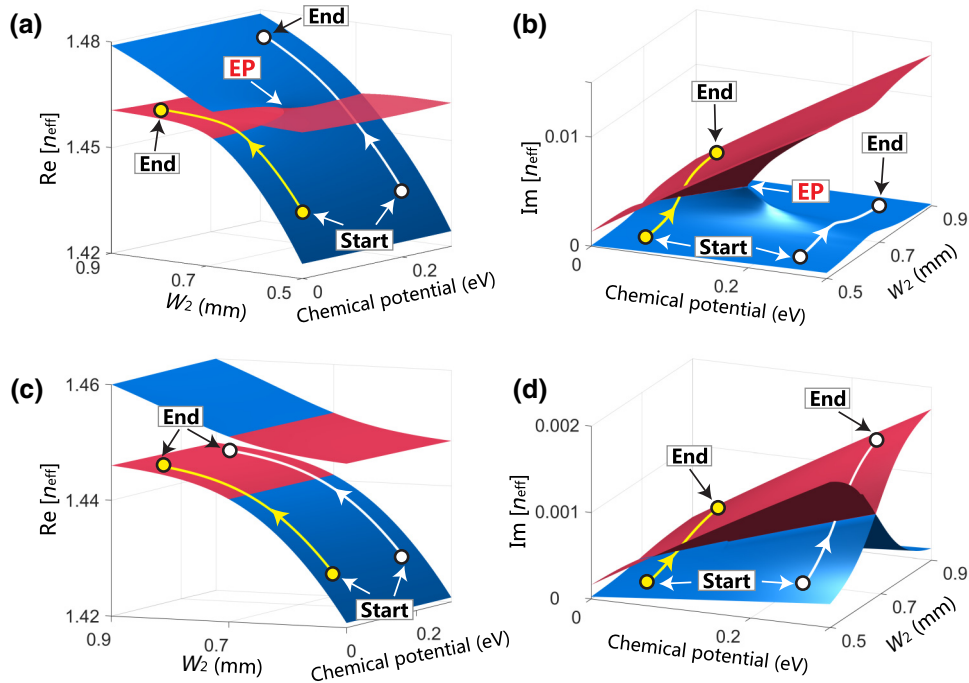 (a)
End
1.48
EP
Re [neff]
1.45
End
Start
1.42
0.9
0.7
0.5
0
0.2
W2 (mm)
Chemical potential (eV)
(b)
End
0.01
End
Im [neff]
EP
Start
0
0.9
0
0.7
0.2
0.5
Chemical potential (eV)
W2 (mm)
(c)
1.46
End
Re [neff]
1.44
Start
1.42
0.9
0.7
0
0.2
W2 (mm)
Chemical potential (eV)
(d)
End
0.002
End
Im [neff]
0.001
Start
0
0.9
0
0.7
0.2
0.5
Chemical potential (eV)
W2 (mm)